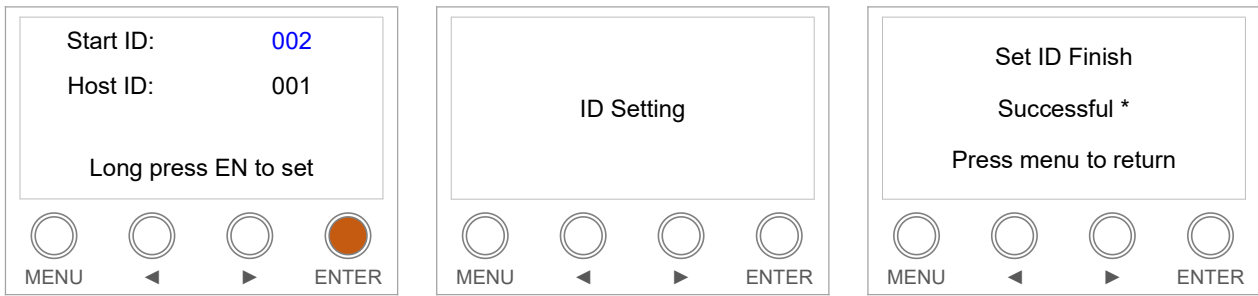 Start ID: 002
Host ID: 001
Long press EN to set
MENU ◄ ► ENTER
ID Setting
MENU ◄ ► ENTER
Set ID Finish
Successful *
Press menu to return
MENU ◄ ► ENTER